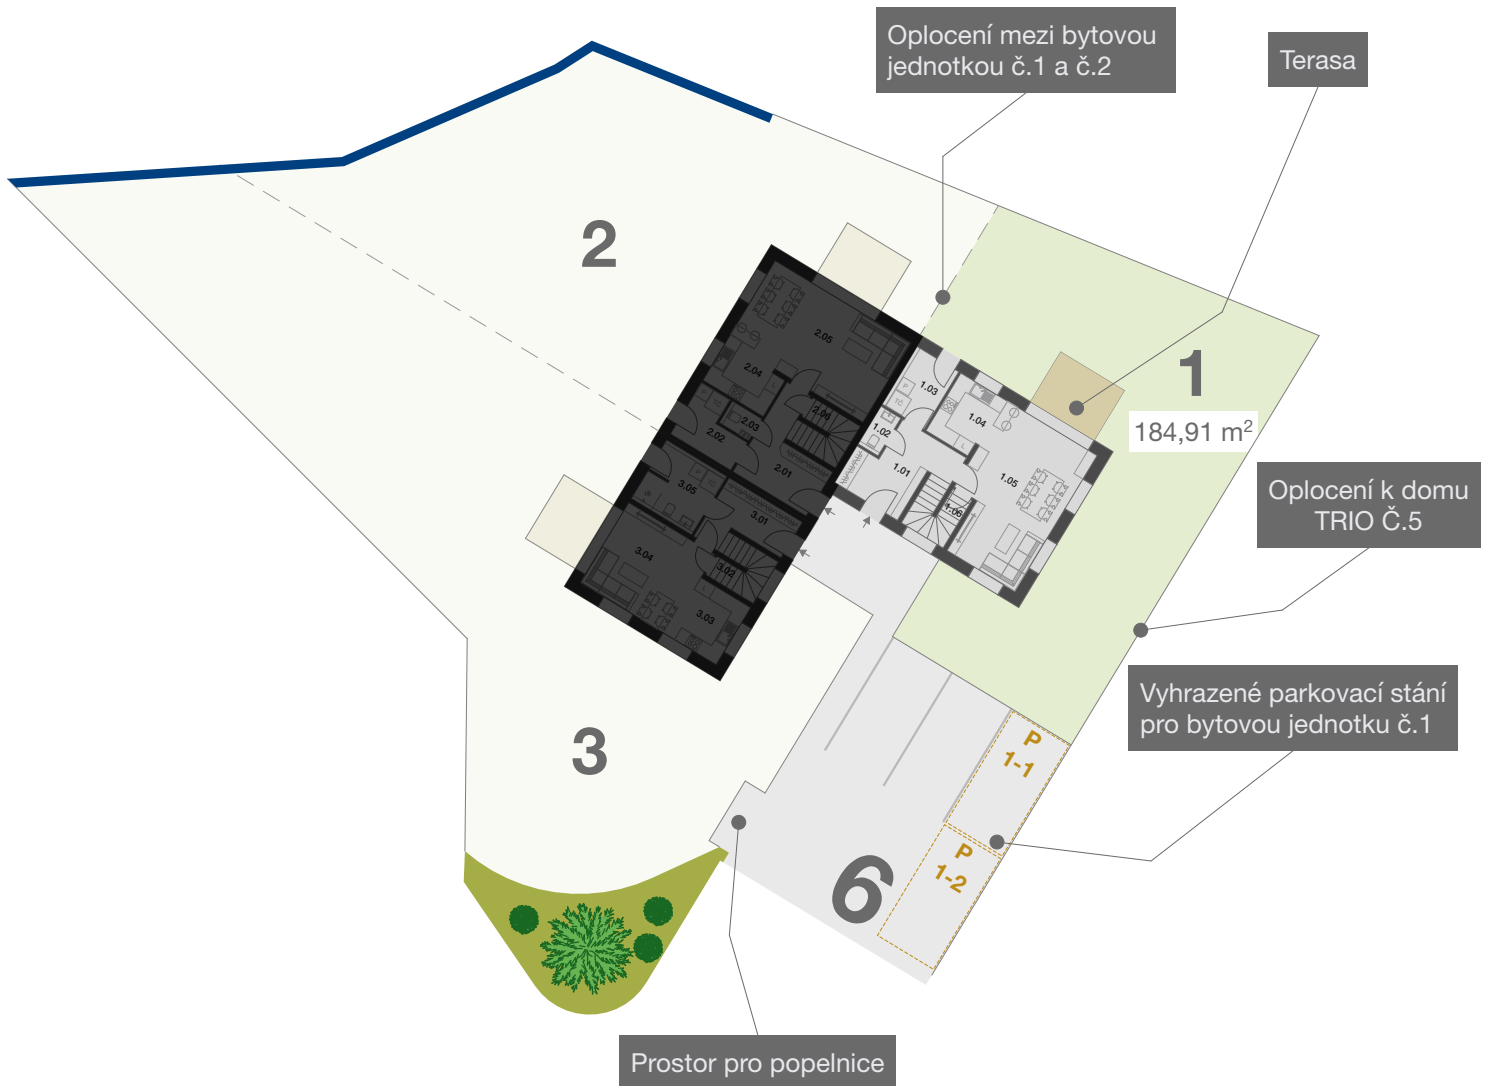 Oplocení mezi bytovou
jednotkou č.1 a č.2
Terasa
2
1
184,91 m²
2.05
2.04
2.06
2.03
2.02
2.01
1.03
1.04
1.02
1.01
1.05
1.06
P
TČ
L
P
TČ
L
3.05
P
TČ
3.01
3.04
3.02
L
3.03
Oplocení k domu
TRIO Č.5
Vyhrazené parkovací stání
pro bytovou jednotku č.1
3
P
1-1
P
1-2
6
Prostor pro popelnice